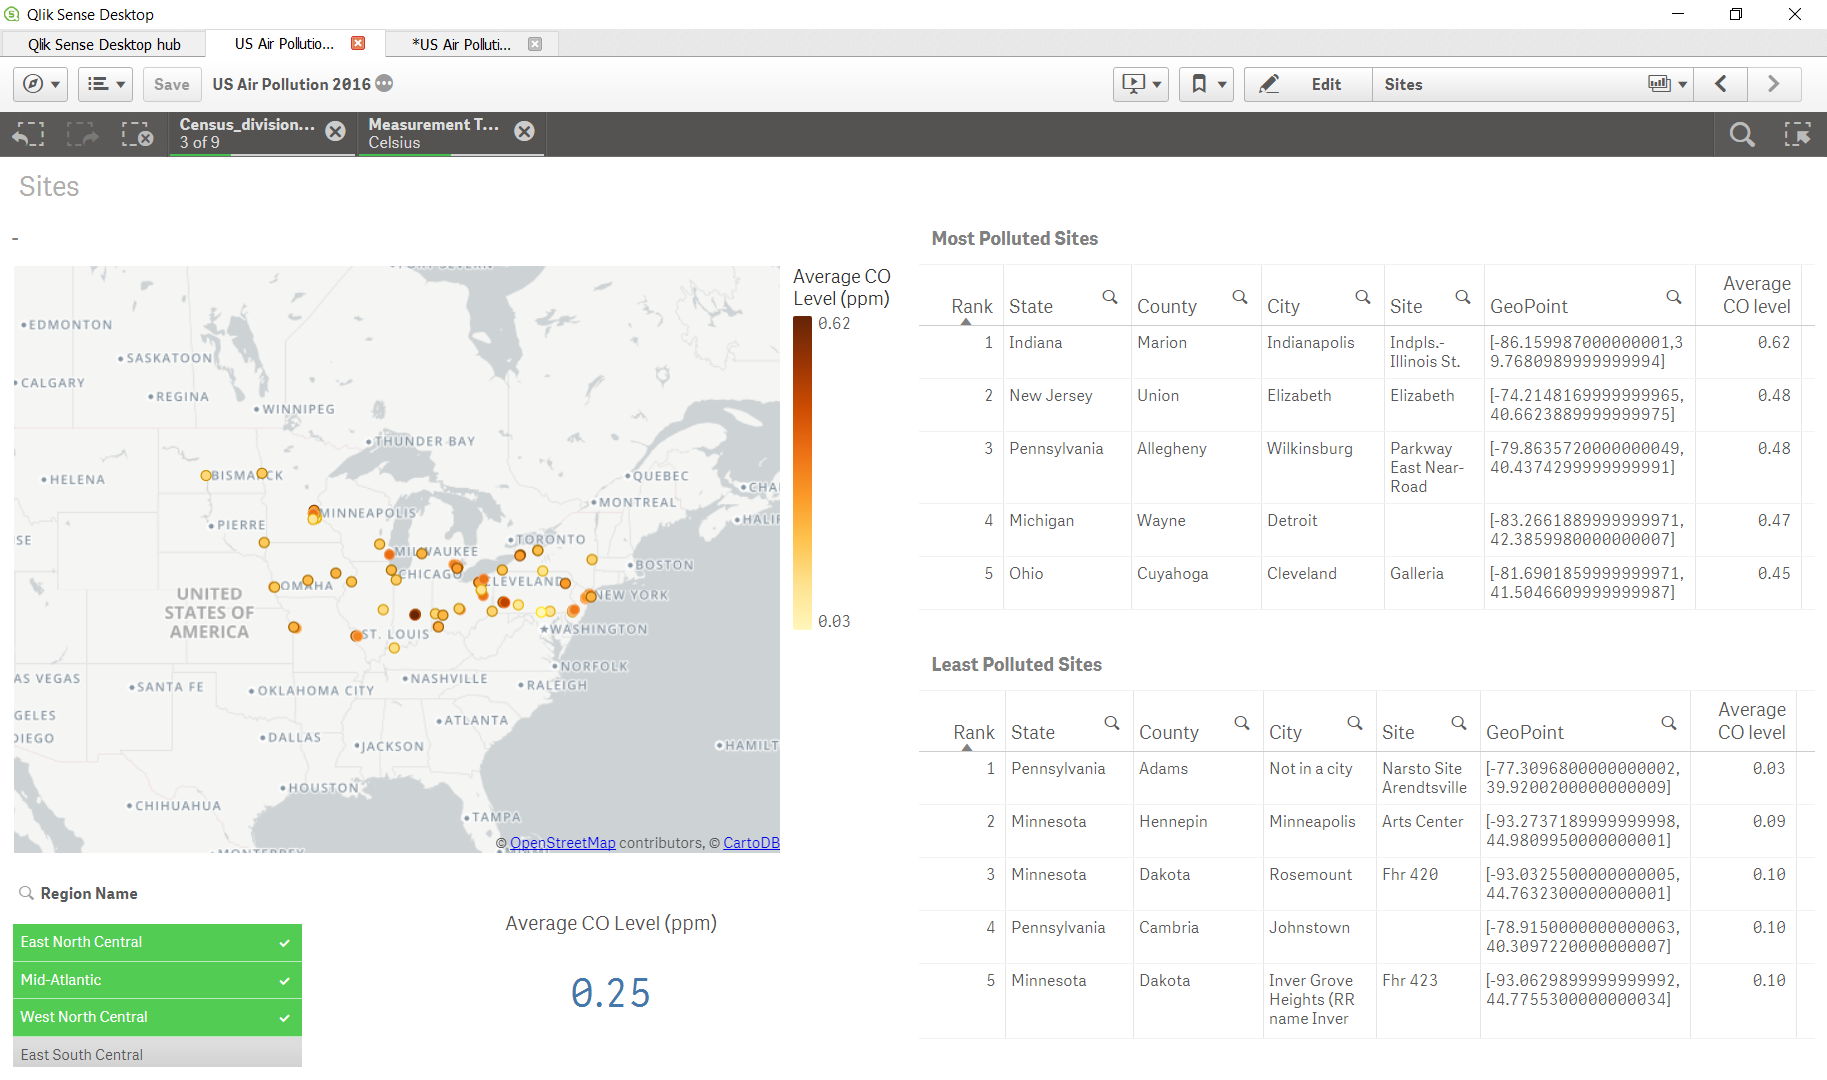 Qlik Sense Desktop
Qlik Sense Desktop hub
US Air Pollutio...
*US Air Polluti...
Save
US Air Pollution 2016
Edit
Sites
Census_division...
3 of 9
Measurement T...
Celsius
Sites
-
EDMONTON
SASKATOON
CALGARY
REGINA
WINNIPEG
THUNDER BAY
HELENA
BISMARCK
QUEBEC
CHA
MONTREAL
HALIF
MINNEAPOLIS
PIERRE
SE
TORONTO
MILWAUKEE
BOSTON
CHICAGO
CLEVELAND
OMAHA
NEW YORK
UNITED
STATES OF
AMERICA
WASHINGTON
ST. LOUIS
NORFOLK
AS VEGAS
SANTA FE
NASHVILLE
RALEIGH
OKLAHOMA CITY
GELES
ATLANTA
DIEGO
DALLAS
JACKSON
HAMILT
HOUSTON
CHIHUAHUA
TAMPA
MONTERREY
© OpenStreetMap contributors, © CartoDB
Average CO
Level (ppm)
0.62
0.03
Region Name
East North Central
Mid-Atlantic
West North Central
East South Central
Average CO Level (ppm)
0.25
Most Polluted Sites
Rank State County City Site GeoPoint Average
CO level
1 Indiana Marion Indianapolis Indpls.- [-86.159987000000001,3 0.62
Illinois St. 9.7680989999999994]
2 New Jersey Union Elizabeth Elizabeth [-74.2148169999999965, 0.48
40.6623889999999975]
3 Pennsylvania Allegheny Wilkinsburg Parkway [-79.8635720000000049, 0.48
East Near- 40.4374299999999991]
Road
4 Michigan Wayne Detroit [-83.2661889999999971, 0.47
42.3859980000000007]
5 Ohio Cuyahoga Cleveland Galleria [-81.6901859999999971, 0.45
41.5046609999999987]
Least Polluted Sites
Rank State County City Site GeoPoint Average
CO level
1 Pennsylvania Adams Not in a city Narsto Site [-77.3096800000000002, 0.03
Arendtsville 39.9200200000000009]
2 Minnesota Hennepin Minneapolis Arts Center [-93.2737189999999998, 0.09
44.9809950000000001]
3 Minnesota Dakota Rosemount Fhr 420 [-93.0325500000000005, 0.10
44.7632300000000001]
4 Pennsylvania Cambria Johnstown [-78.9150000000000063, 0.10
40.3097220000000007]
5 Minnesota Dakota Inver Grove Fhr 423 [-93.0629899999999992, 0.10
Heights (RR 44.7755300000000034]
name Inver